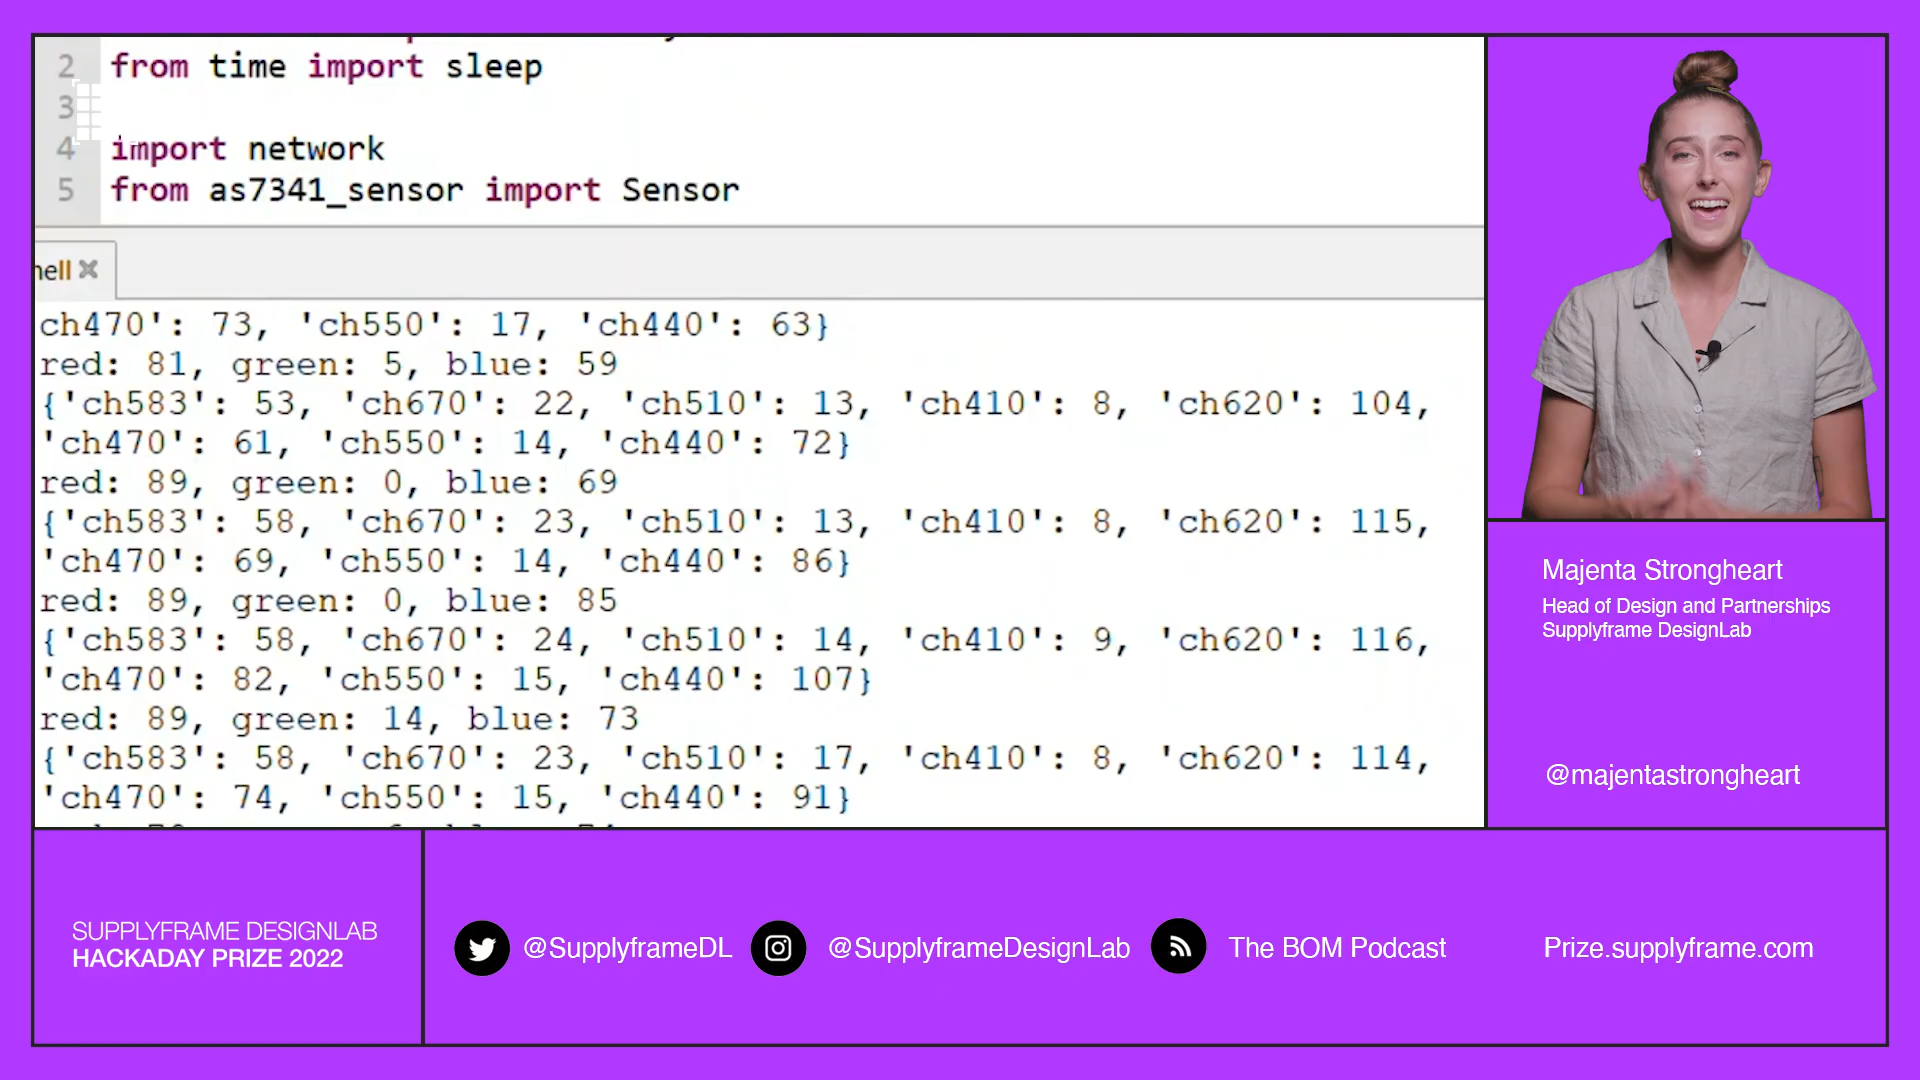 2 from time import sleep
3
4 import network
5 from as7341_sensor import Sensor
hell
ch470': 73, 'ch550': 17, 'ch440': 63}
red: 81, green: 5, blue: 59
{'ch583': 53, 'ch670': 22, 'ch510': 13, 'ch410': 8, 'ch620': 104,
'ch470': 61, 'ch550': 14, 'ch440': 72}
red: 89, green: 0, blue: 69
{'ch583': 58, 'ch670': 23, 'ch510': 13, 'ch410': 8, 'ch620': 115,
'ch470': 69, 'ch550': 14, 'ch440': 86}
red: 89, green: 0, blue: 85
{'ch583': 58, 'ch670': 24, 'ch510': 14, 'ch410': 9, 'ch620': 116,
'ch470': 82, 'ch550': 15, 'ch440': 107}
red: 89, green: 14, blue: 73
{'ch583': 58, 'ch670': 23, 'ch510': 17, 'ch410': 8, 'ch620': 114,
'ch470': 74, 'ch550': 15, 'ch440': 91}
Majenta Strongheart
Head of Design and Partnerships
Supplyframe DesignLab
@majentastrongheart
SUPPLYFRAME DESIGNLAB
HACKADAY PRIZE 2022
@SupplyframeDL
@SupplyframeDesignLab
The BOM Podcast
Prize.supplyframe.com